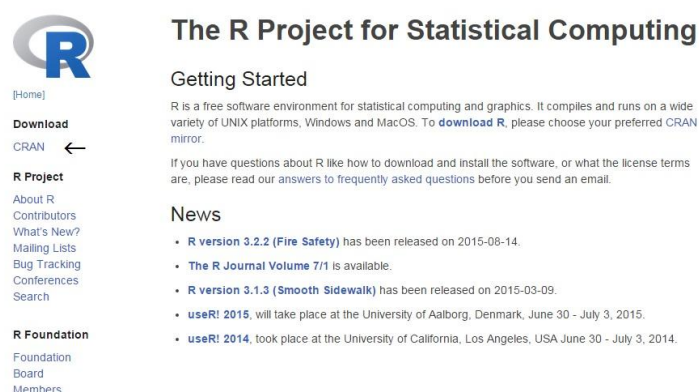 R
[Home]
Download
CRAN
R Project
About R
Contributors
What's New?
Mailing Lists
Bug Tracking
Conferences
Search
R Foundation
Foundation
Board
Members
The R Project for Statistical Computing
Getting Started
R is a free software environment for statistical computing and graphics. It compiles and runs on a wide
variety of UNIX platforms, Windows and MacOS. To download R, please choose your preferred CRAN
mirror.
If you have questions about R like how to download and install the software, or what the license terms
are, please read our answers to frequently asked questions before you send an email.
News
• R version 3.2.2 (Fire Safety) has been released on 2015-08-14.
• The R Journal Volume 7/1 is available.
• R version 3.1.3 (Smooth Sidewalk) has been released on 2015-03-09.
• useR! 2015, will take place at the University of Aalborg, Denmark, June 30 - July 3, 2015.
• useR! 2014, took place at the University of California, Los Angeles, USA June 30 - July 3, 2014.